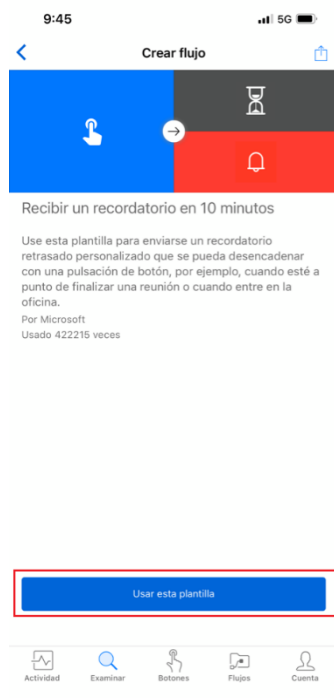 9:45
5G
Crear flujo
Recibir un recordatorio en 10 minutos
Use esta plantilla para enviarse un recordatorio
retrasado personalizado que se pueda desencadenar
con una pulsación de botón, por ejemplo, cuando esté a
punto de finalizar una reunión o cuando entre en la
oficina.
Por Microsoft
Usado 422215 veces
Usar esta plantilla
Actividad
Examinar
Botones
Flujos
Cuenta